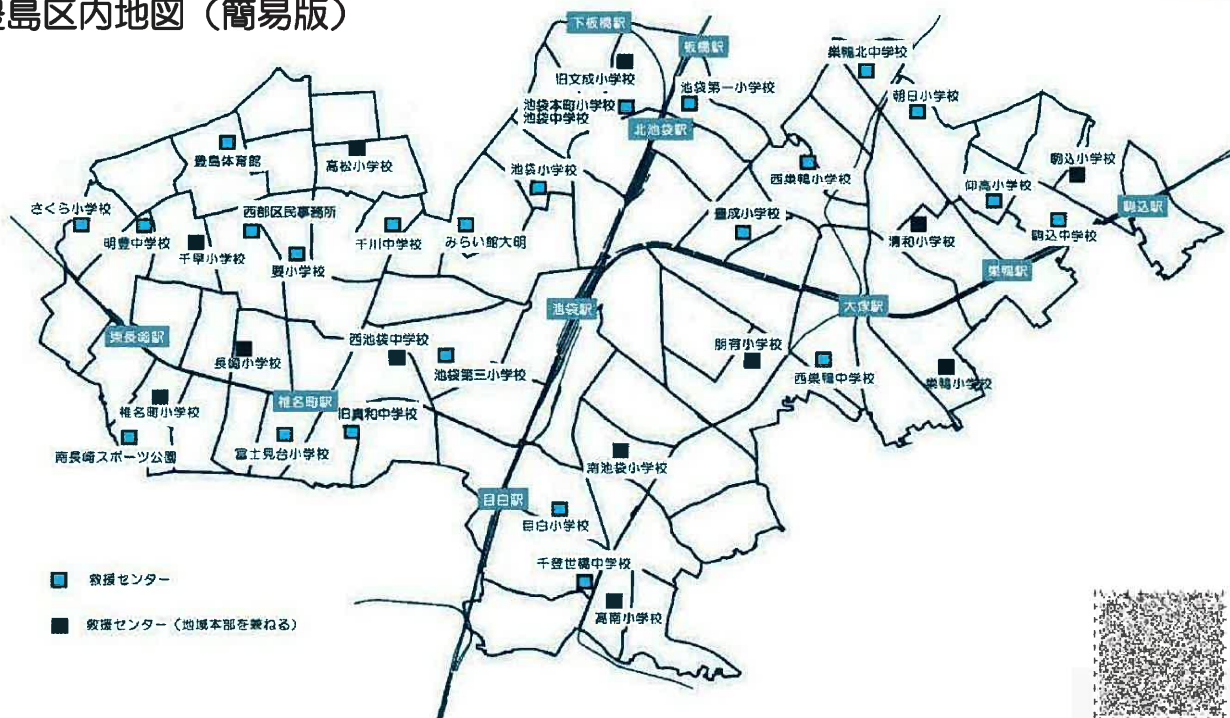 豊島区内地図（簡易版）
下板橋駅
板橋駅
巣鴨北中学校
旧文成小学校
池袋第一小学校
朝日小学校
池袋本町小学校
池袋中学校
北池袋駅
豊島体育館
高松小学校
池袋小学校
西巣鴨小学校
駒込小学校
仰高小学校
さくら小学校
西部区民事務所
豊成小学校
駒込駅
明豊中学校
千早小学校
要小学校
千川中学校
みらい館大明
清和小学校
駒込中学校
巣鴨駅
池袋駅
大塚駅
東長崎駅
長崎小学校
西池袋中学校
池袋第三小学校
朋有小学校
西巣鴨中学校
巣鴨小学校
椎名町駅
椎名町小学校
旧真和中学校
南長崎スポーツ公園
富士見台小学校
南池袋小学校
目白駅
目白小学校
千登世橋中学校
高南小学校
救援センター
救援センター（地域本部を兼ねる）